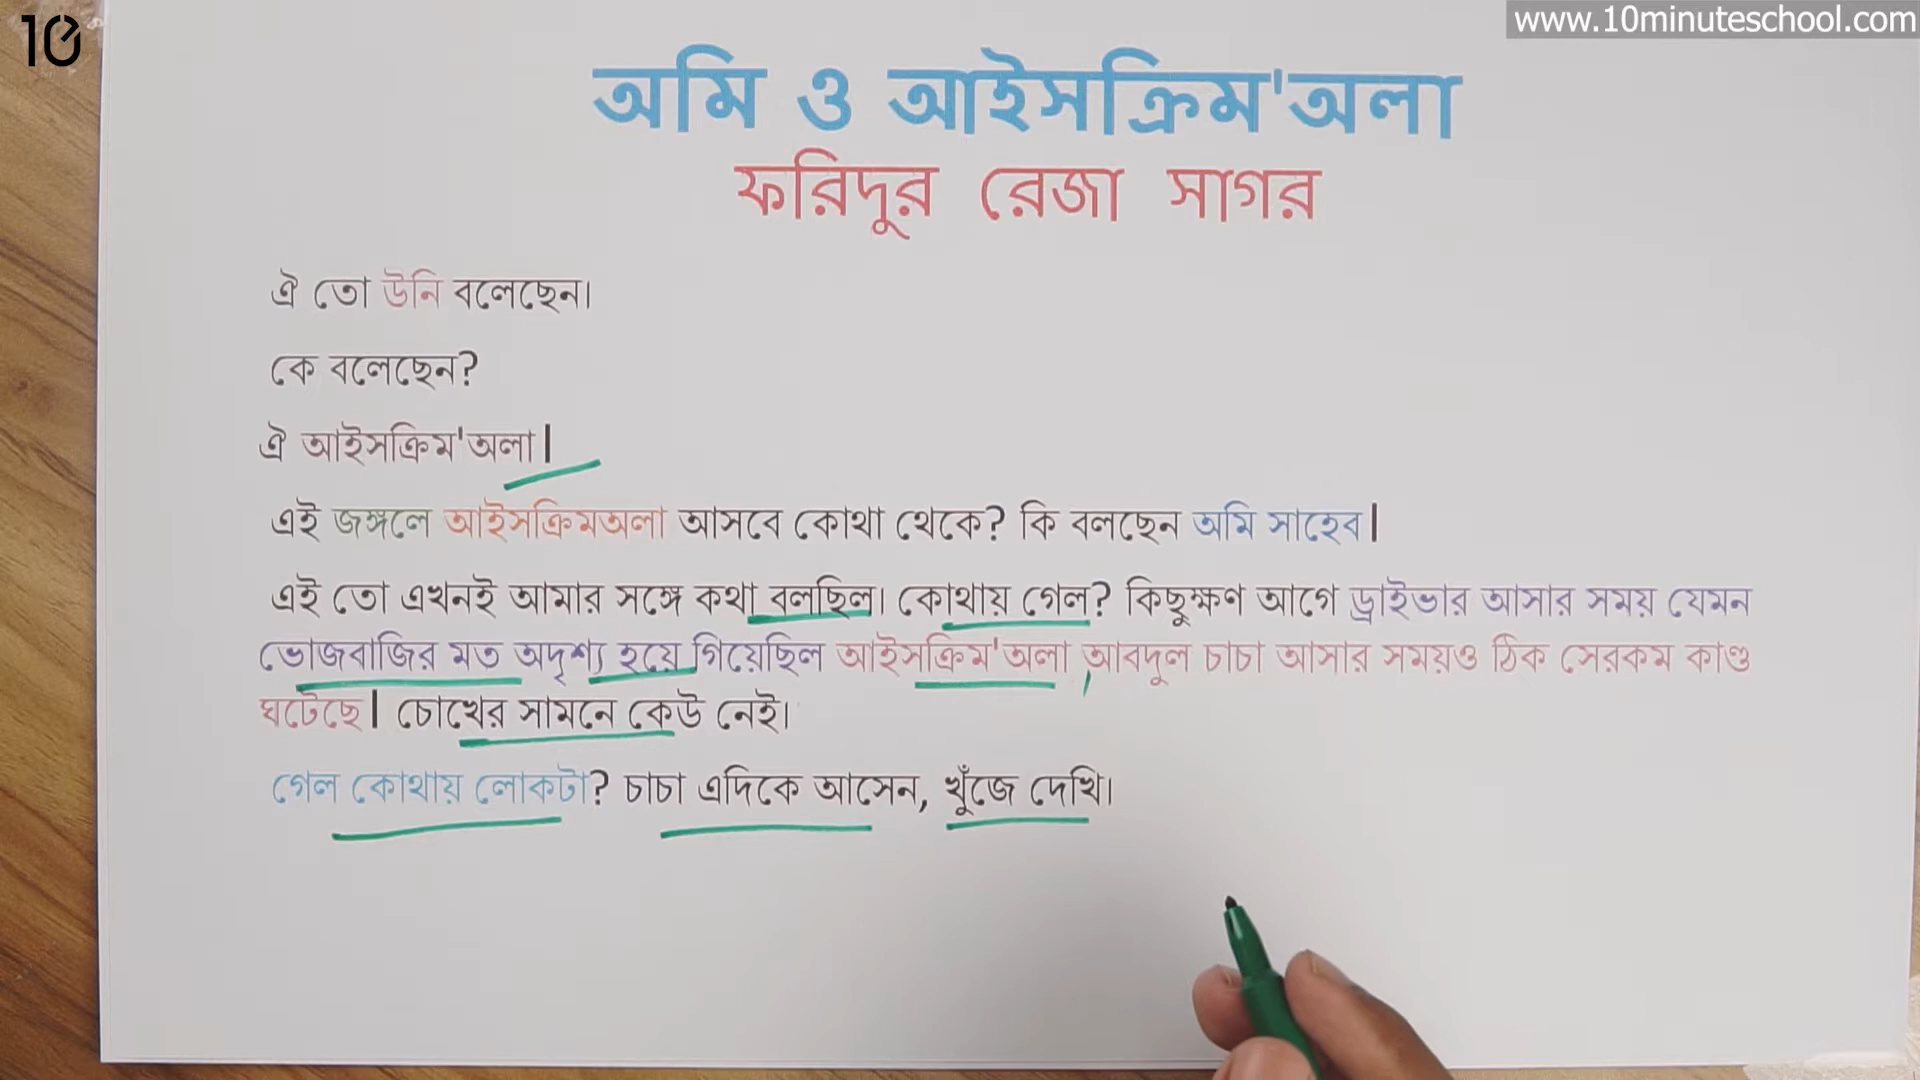 10
www.10minuteschool.com
অমি ও আইসক্রিম'অলা
ফরিদুর রেজা সাগর
ঐ তো উনি বলেছেন।
কে বলেছেন?
ঐ আইসক্রিম'অলা।
এই জঙ্গলে আইসক্রিমঅলা আসবে কোথা থেকে? কি বলছেন অমি সাহেব।
এই তো এখনই আমার সঙ্গে কথা বলছিল। কোথায় গেল? কিছুক্ষণ আগে ড্রাইভার আসার সময় যেমন
ভোজবাজির মত অদৃশ্য হয়ে গিয়েছিল আইসক্রিম'অলা, আবদুল চাচা আসার সময়ও ঠিক সেরকম কাণ্ড
ঘটেছে। চোখের সামনে কেউ নেই।
গেল কোথায় লোকটা? চাচা এদিকে আসেন, খুঁজে দেখি।